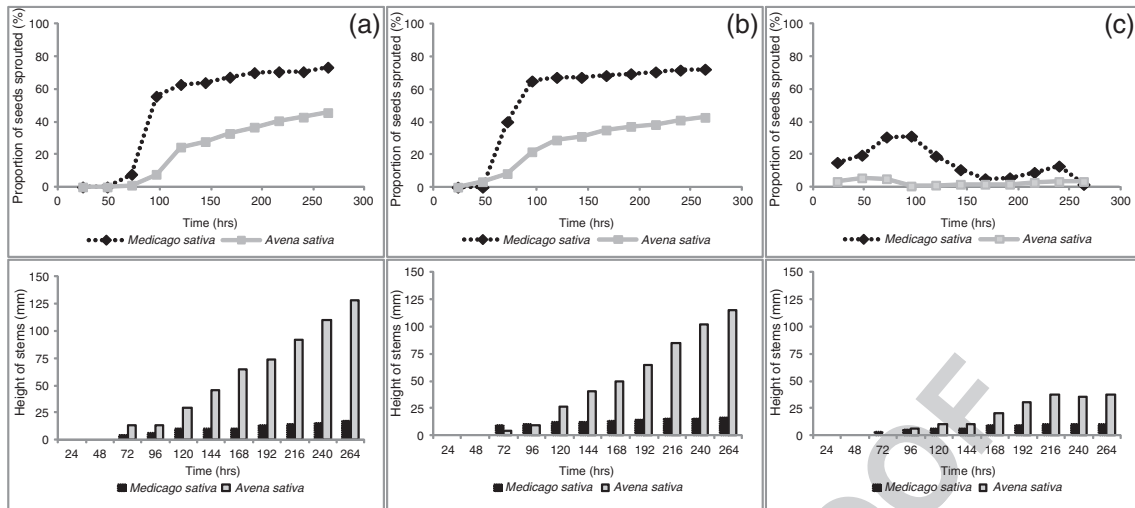 Proportion of seeds sprouted (%)
100
80
60
40
20
0
(a)
0 50 100 150 200 250 300
Time (hrs)
Medicago sativa Avena sativa
Proportion of seeds sprouted (%)
100
80
60
40
20
0
(b)
0 50 100 150 200 250 300
Time (hrs)
Medicago sativa Avena sativa
Proportion of seeds sprouted (%)
100
80
60
40
20
0
(c)
0 50 100 150 200 250 300
Time (hrs)
Medicago sativa Avena sativa
Height of stems (mm)
150
125
100
75
50
25
0
24 48 72 96 120 144 168 192 216 240 264
Time (hrs)
Medicago sativa Avena sativa
Height of stems (mm)
150
125
100
75
50
25
0
24 48 72 96 120 144 168 192 216 240 264
Time (hrs)
Medicago sativa Avena sativa
Height of stems (mm)
150
125
100
75
50
25
0
24 48 72 96 120 144 168 192 216 240 264
Time (hrs)
Medicago sativa Avena sativa
OOF